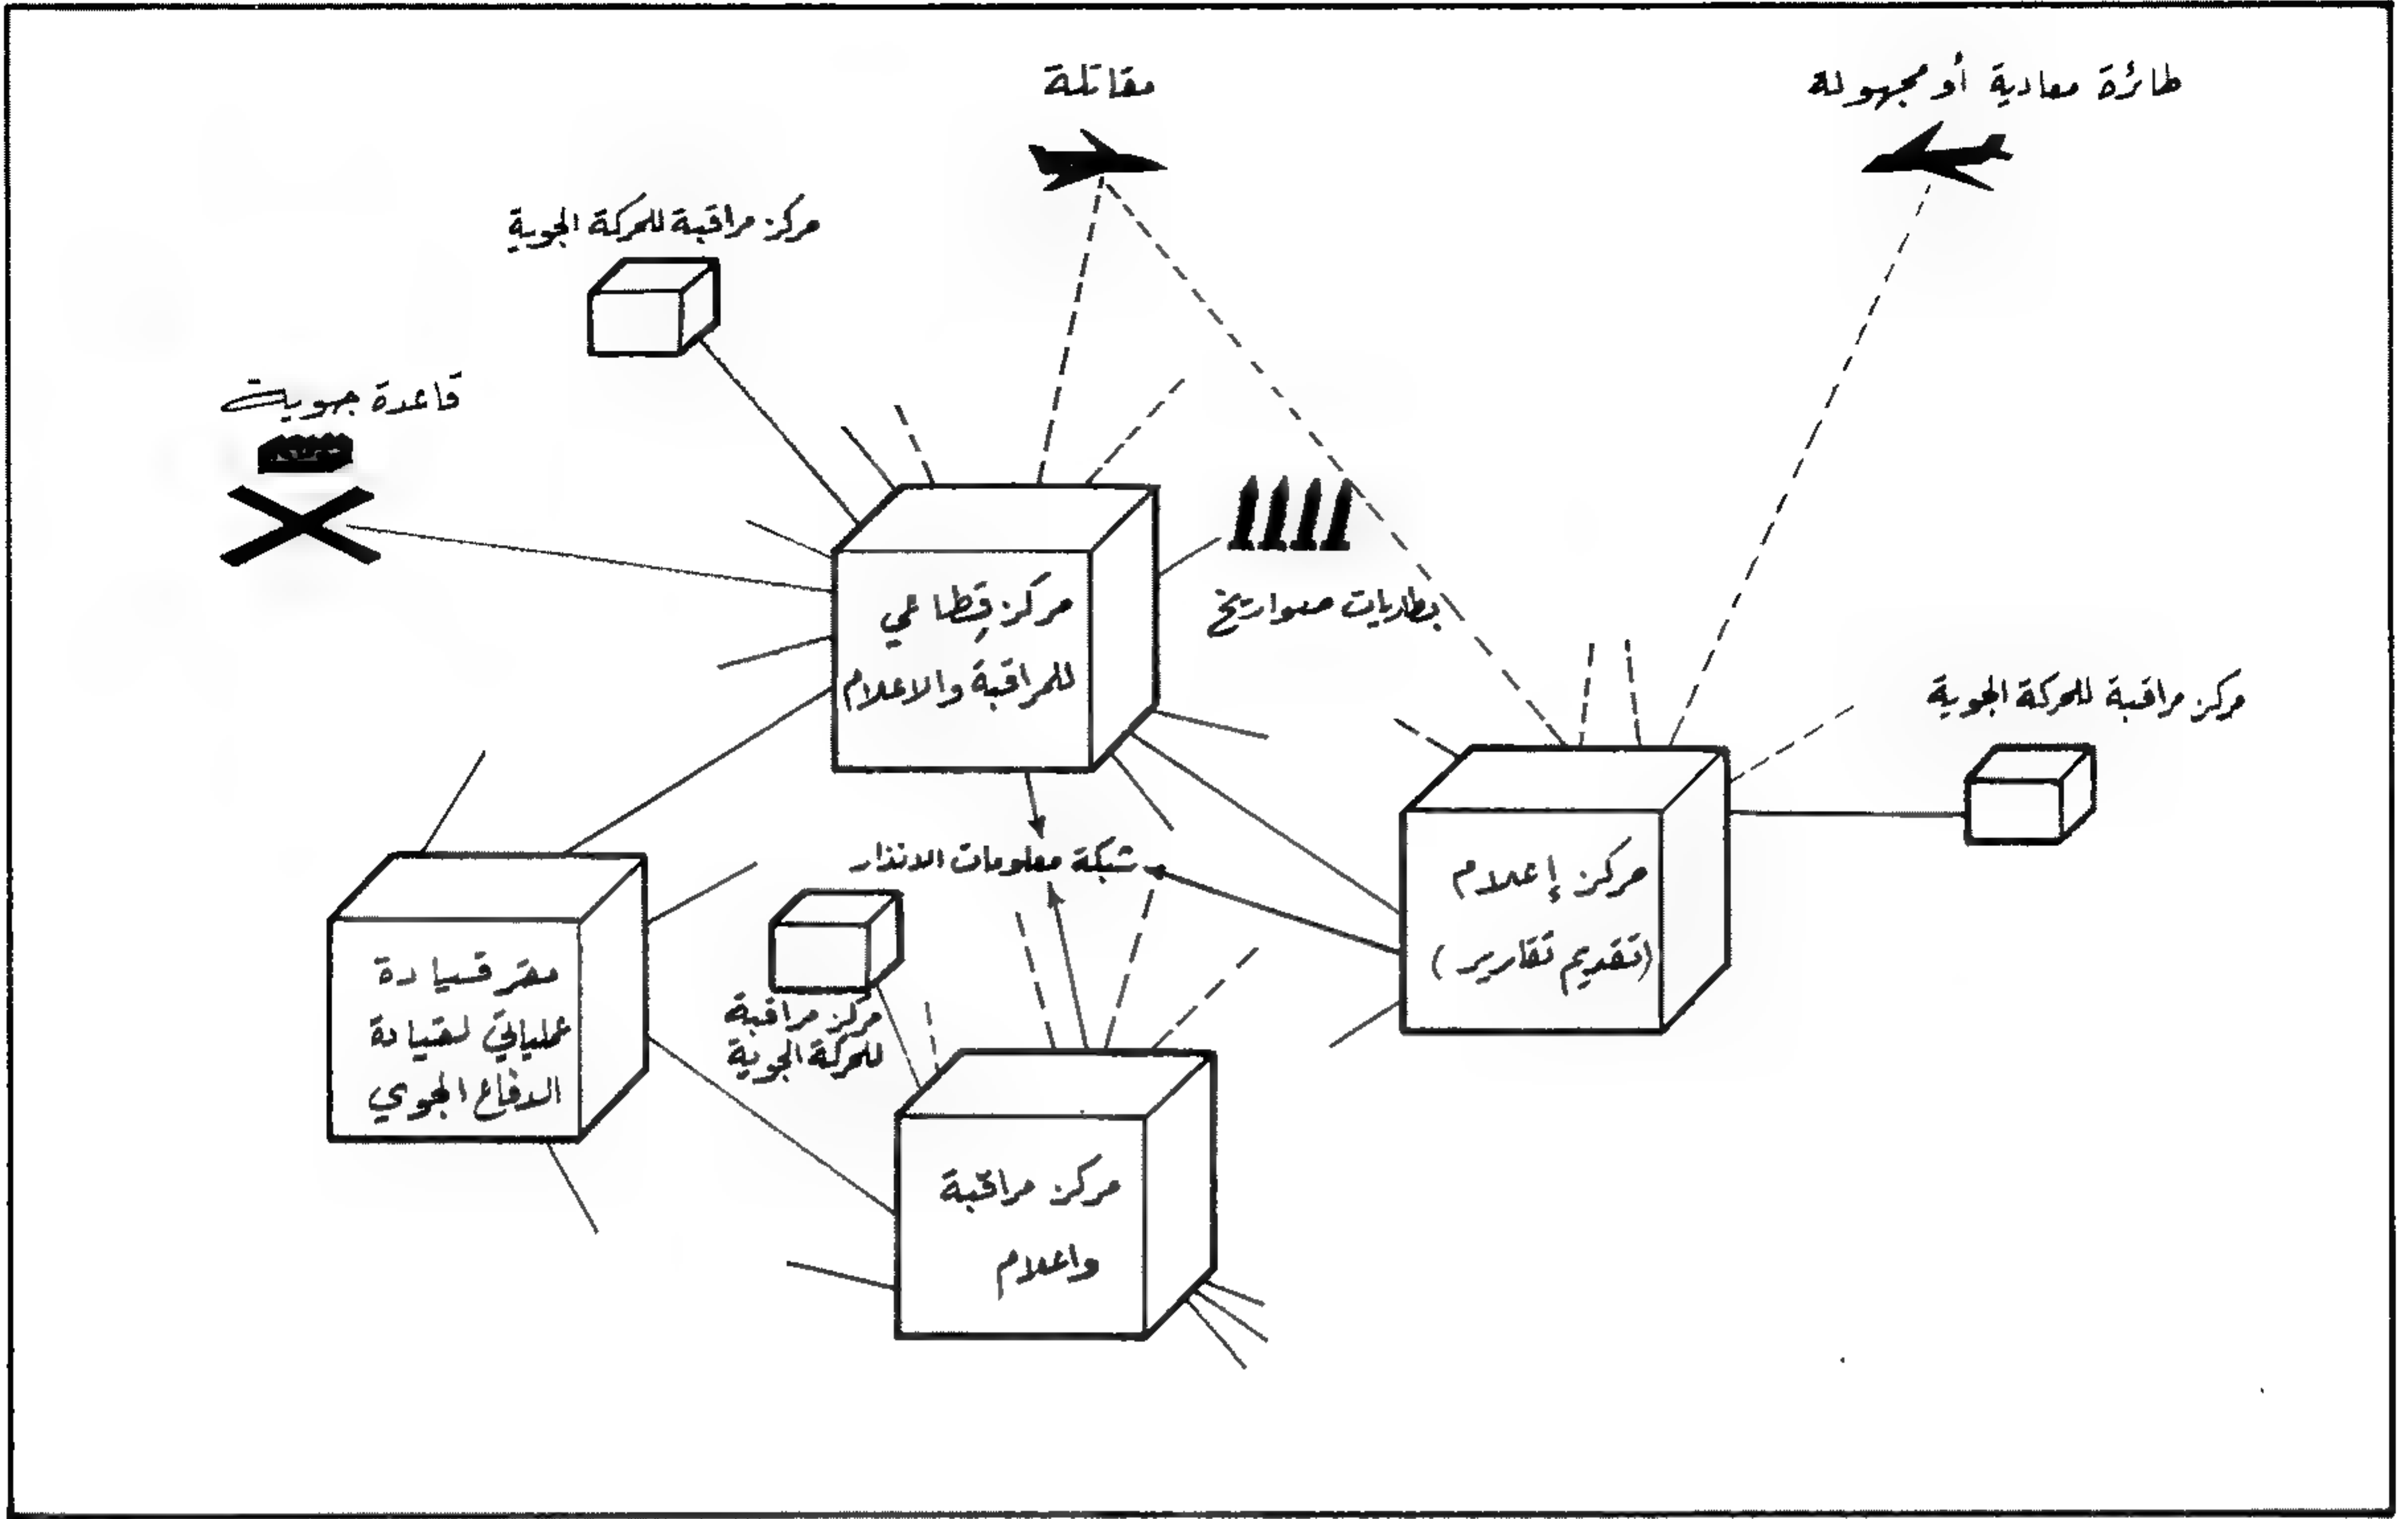 طائرة معادية أو مجهولة
مقاتلة
مركز مراقبة للحركة الجوية
قاعدة جوية
مركز قِطاعي
للمراقبة والاعلام
بطاريات صواريخ
مركز مراقبة للحركة الجوية
شبكة معلومات الانذار
مركز إعلام
(تقديم تقارير)
مركز مراقبة
للحركة الجوية
مقر قيادة
عملياتي لقيادة
الدفاع الجوي
مركز مراقبة
واعلام